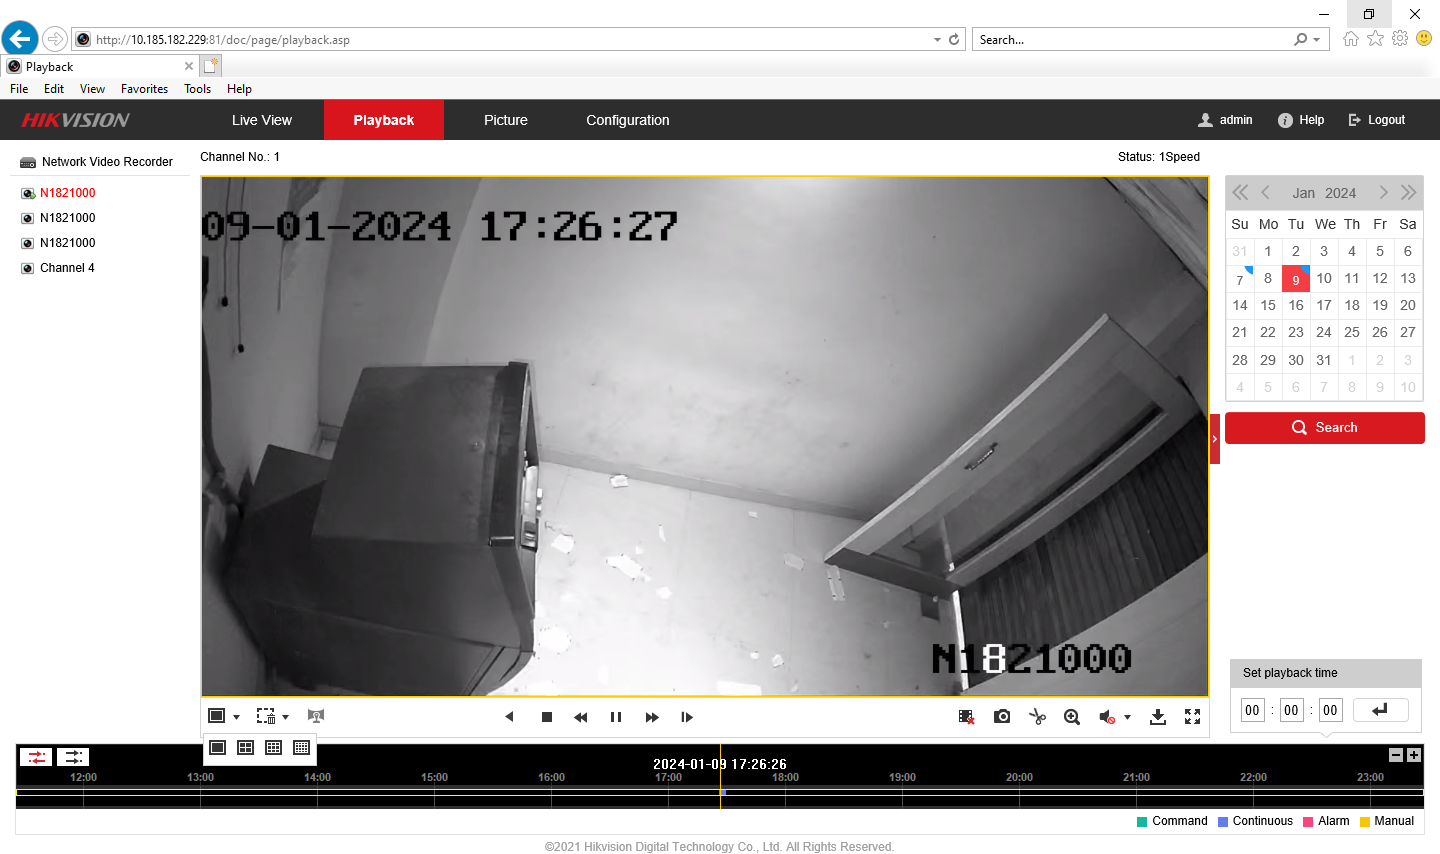 http://10.185.182.229:81/doc/page/playback.asp
Search...
Playback
File Edit View Favorites Tools Help
HIKVISION
Live View Playback Picture Configuration
admin Help Logout
Network Video Recorder
N1821000
N1821000
N1821000
Channel 4
Channel No.: 1
Status: 1Speed
09-01-2024 17:26:27
N1821000
Jan 2024
Su Mo Tu We Th Fr Sa
31 1 2 3 4 5 6
7 8 9 10 11 12 13
14 15 16 17 18 19 20
21 22 23 24 25 26 27
28 29 30 31 1 2 3
4 5 6 7 8 9 10
Search
Set playback time
00 : 00 : 00
2024-01-09 17:26:26
12:00 13:00 14:00 15:00 16:00 17:00 18:00 19:00 20:00 21:00 22:00 23:00
Command Continuous Alarm Manual
©2021 Hikvision Digital Technology Co., Ltd. All Rights Reserved.